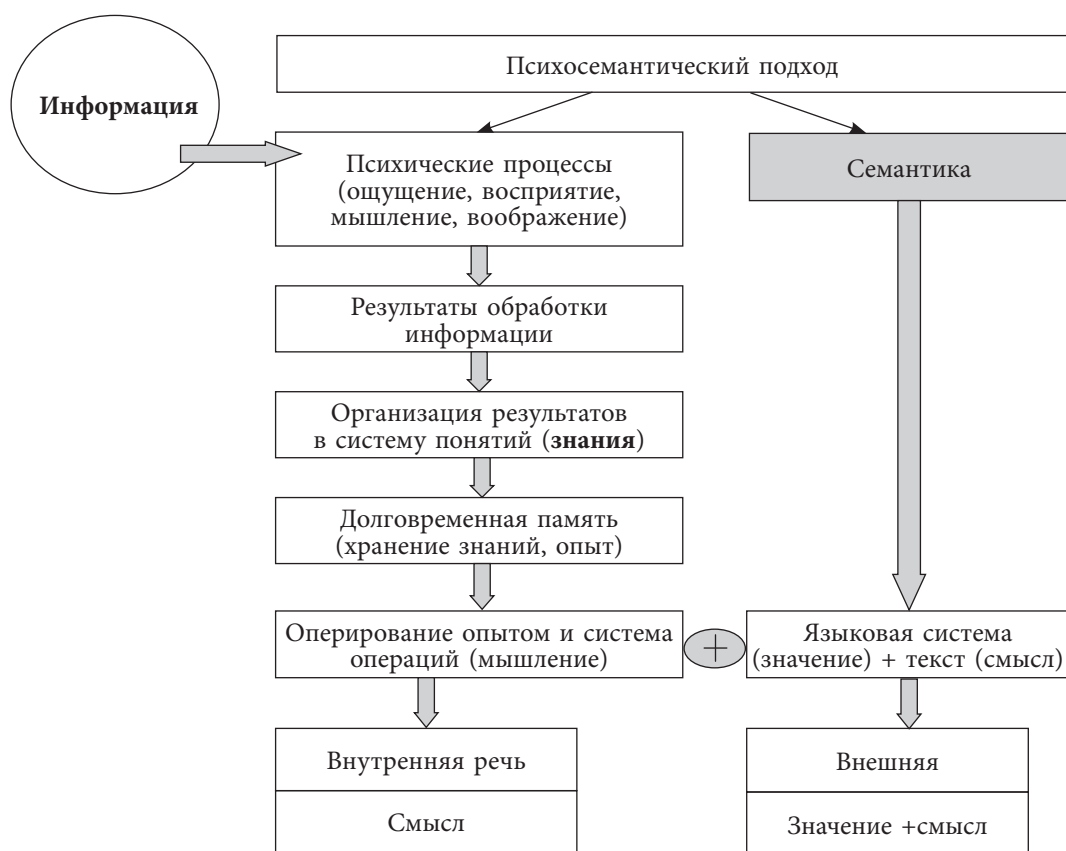 Психосемантический подход
Информация
Психические процессы
(ощущение, восприятие,
мышление, воображение)
Семантика
Результаты обработки
информации
Организация результатов
в систему понятий (знания)
Долговременная память
(хранение знаний, опыт)
Оперирование опытом и система
операций (мышление)
+
Языковая система
(значение) + текст (смысл)
Внутренняя речь
Смысл
Внешняя
Значение +смысл